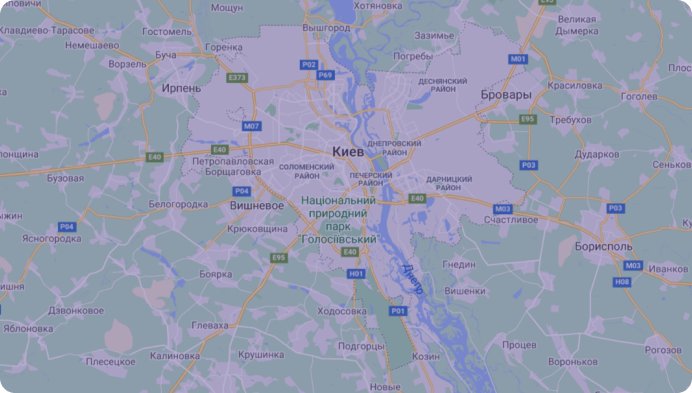 повичи
Мощун
Хотяновка
E95
Клавдиево-Тарасове
Гостомель
Вышгород
Зазимье
Великая
Дымерка
Немешаево
Буча
Горенка
Погребы
M01
Ворзель
P02
P69
E373
ДЕСНЯНСКИЙ
РАЙОН
Красиловка
Ирпень
Бровары
Гоголев
M07
E95
Требухов
Киев
ДНЕПРОВСКИЙ
РАЙОН
E40
E40
Петропавловская
Борщаговка
СОЛОМЕНСКИЙ
РАЙОН
ПЕЧЕРСКИЙ
РАЙОН
ДАРНИЦКИЙ
РАЙОН
P03
Дударков
Сеньков
Бузовая
P04
Белогородка
Вишневое
Національний
природний
парк
"Голосіївський"
E40
M03
Счастливое
P03
P04
Ясногородка
Крюковщина
Борисполь
E95
E40
Гнедин
M03
Иванков
Боярка
H01
Днепр
Вишенки
H08
Дзвонковое
Ходосовка
P01
Яблоновка
Глеваха
Плесецкое
Калиновка
Крушинка
Подгорцы
Козин
Процев
Вороньков
Рогозов
Новые